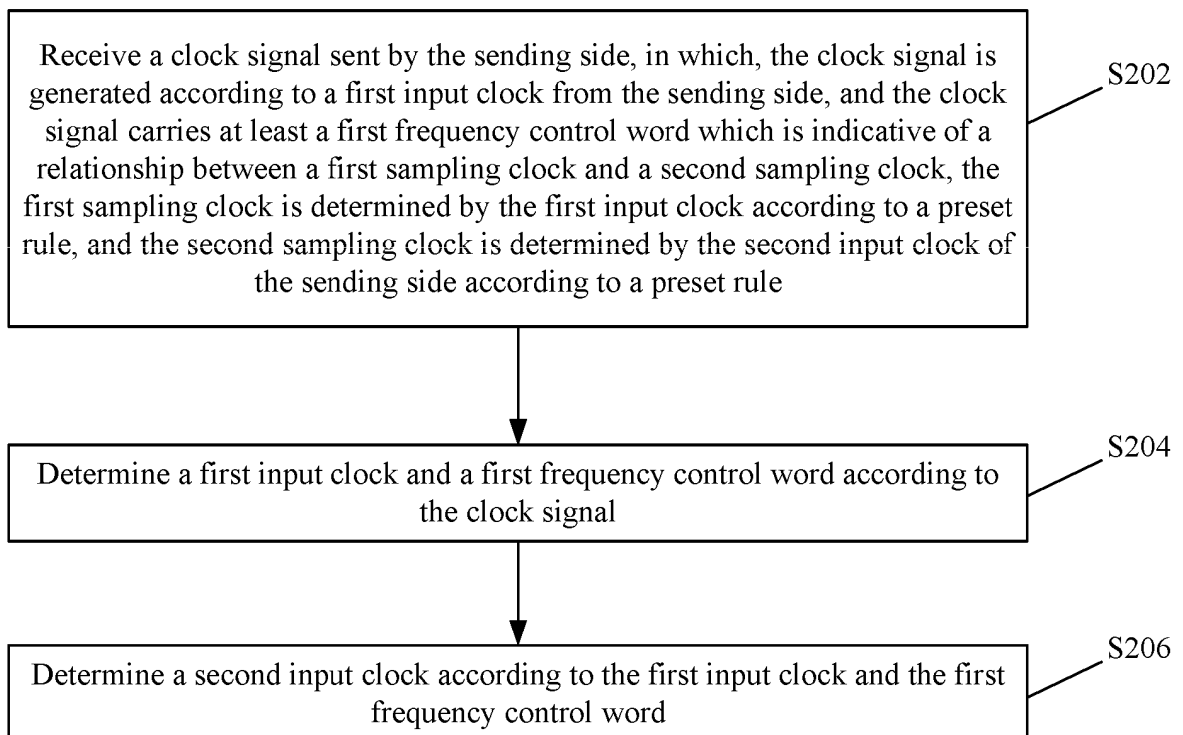 Receive a clock signal sent by the sending side, in which, the clock signal is
generated according to a first input clock from the sending side, and the clock
signal carries at least a first frequency control word which is indicative of a
relationship between a first sampling clock and a second sampling clock, the
first sampling clock is determined by the first input clock according to a preset
rule, and the second sampling clock is determined by the second input clock of
the sending side according to a preset rule
S202
Determine a first input clock and a first frequency control word according to
the clock signal
S204
Determine a second input clock according to the first input clock and the first
frequency control word
S206